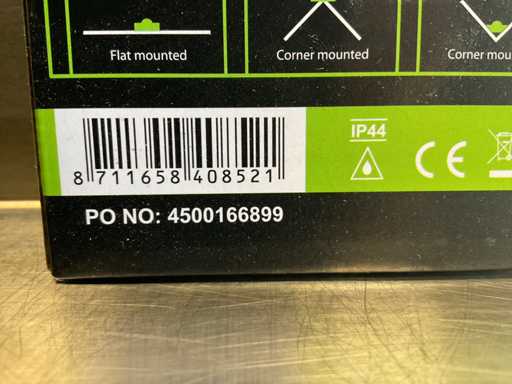 Flat mounted
Corner mounted
Corner mou
IP44
CE
8 711658 408521
PO NO: 4500166899